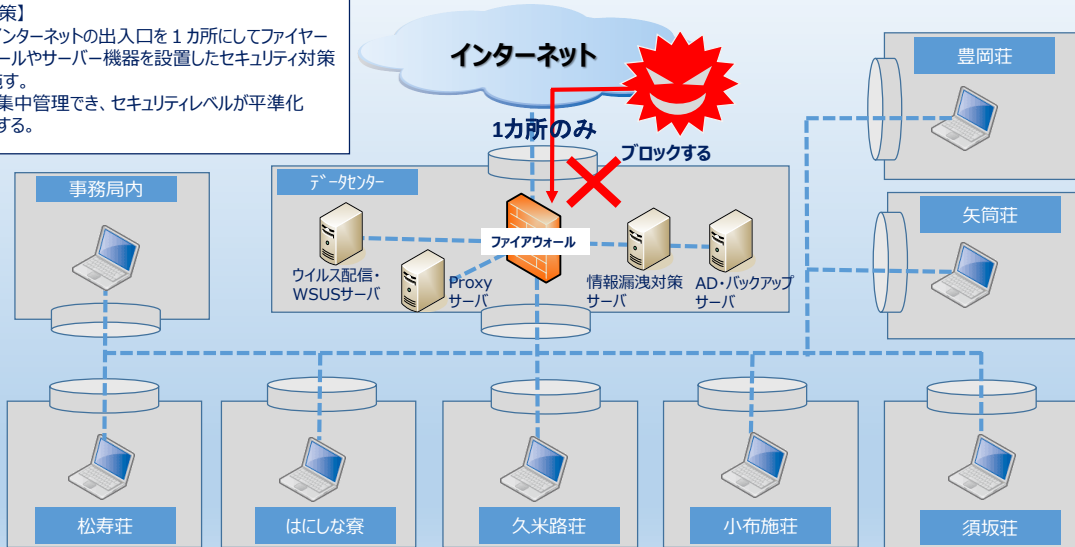 策】
インターネットの出入口を１カ所にしてファイヤー
ールやサーバー機器を設置したセキュリティ対策
施す。
集中管理でき、セキュリティレベルが平準化
する。
インターネット
1カ所のみ
ブロックする
豊岡荘
矢筒荘
事務局内
ﾃﾞｰﾀｾﾝﾀｰ
ファイアウォール
ウイルス配信・
WSUSサーバ
Proxy
サーバ
情報漏洩対策
サーバ
AD・バックアップ
サーバ
松寿荘
はにしな寮
久米路荘
小布施荘
須坂荘